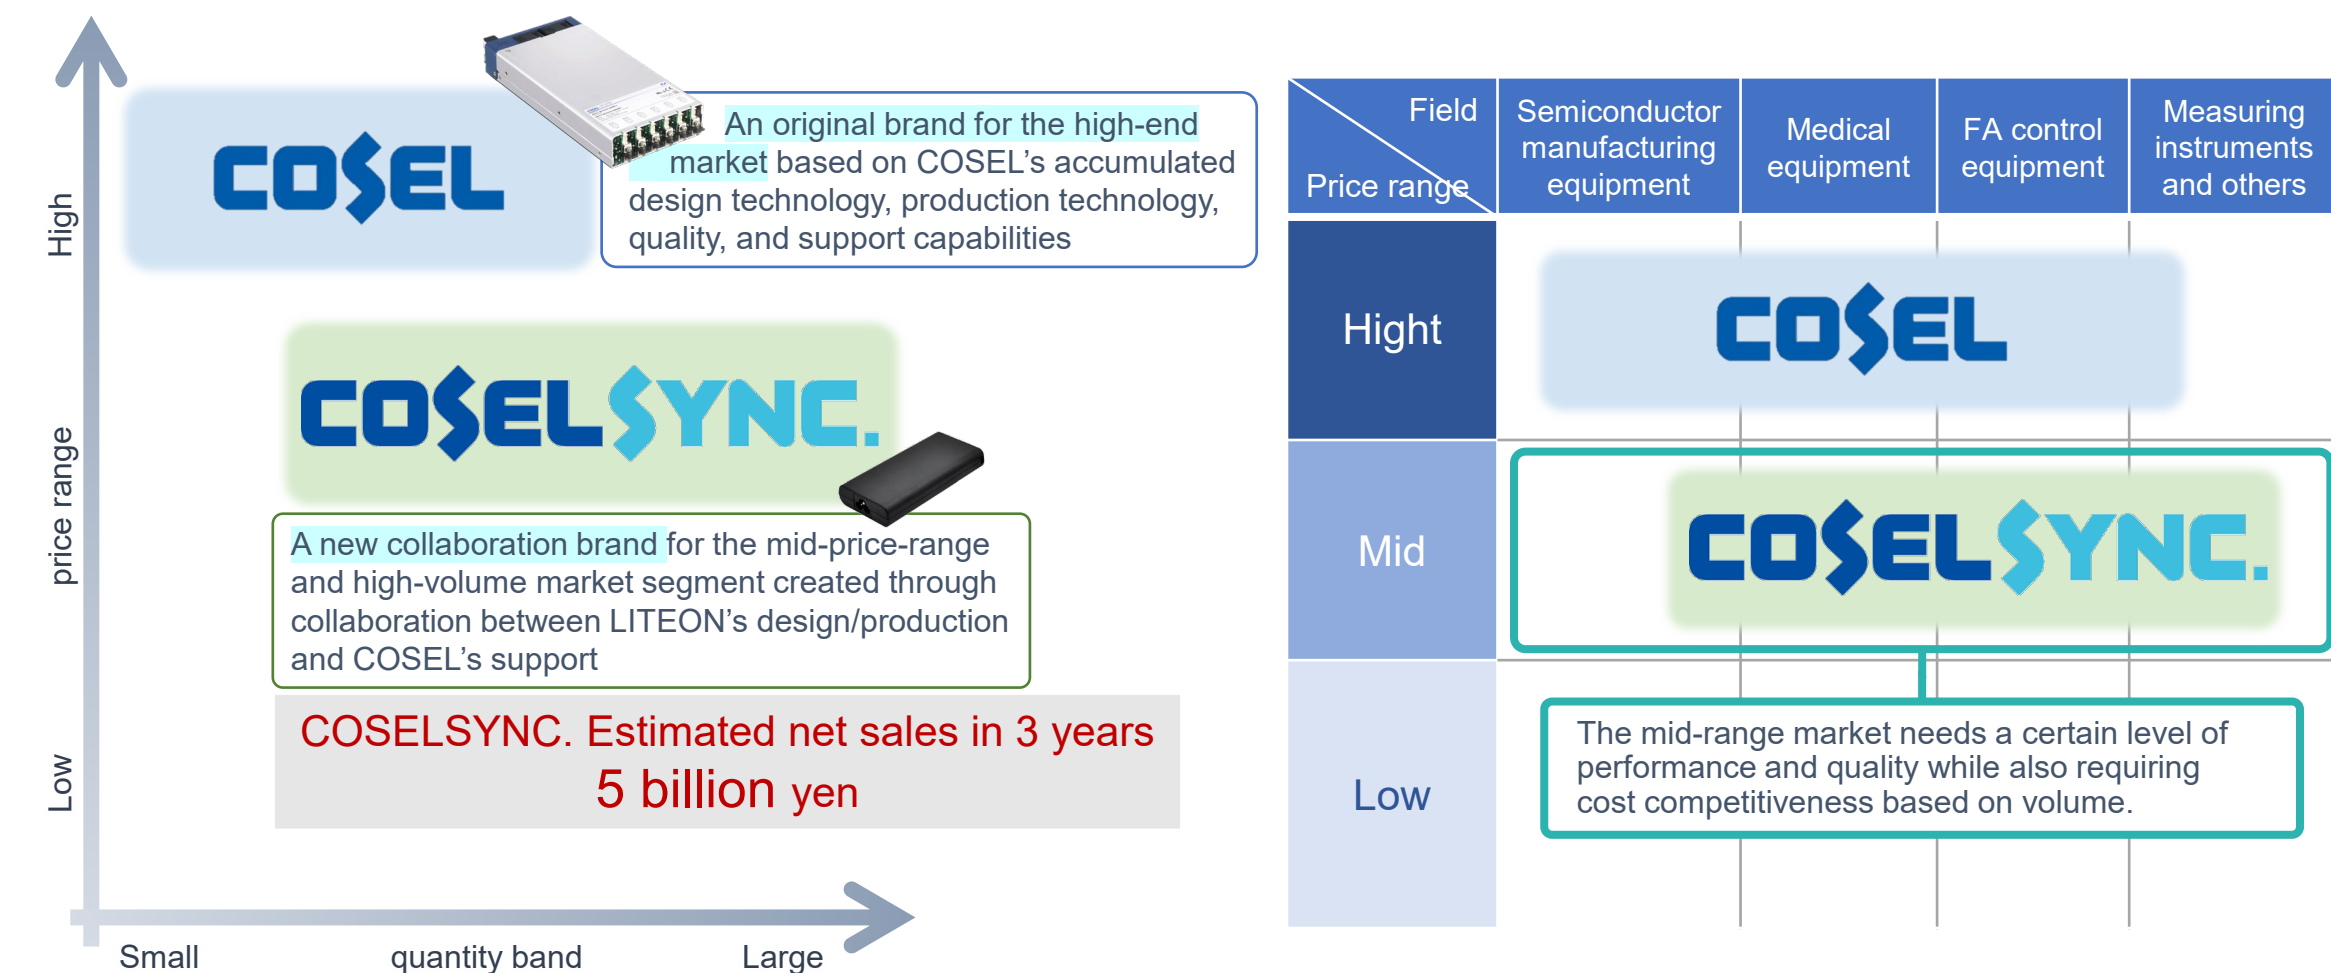 High
price range
Low
Small
quantity band
Large
COSEL
An original brand for the high-end
market based on COSEL's accumulated
design technology, production technology,
quality, and support capabilities
COSELSYNC.
A new collaboration brand for the mid-price-range
and high-volume market segment created through
collaboration between LITEON's design/production
and COSEL's support
COSELSYNC. Estimated net sales in 3 years
5 billion yen
Field
Price range
Semiconductor
manufacturing
equipment
Medical
equipment
FA control
equipment
Measuring
instruments
and others
Hight
COSEL
Mid
COSELSYNC.
Low
The mid-range market needs a certain level of
performance and quality while also requiring
cost competitiveness based on volume.